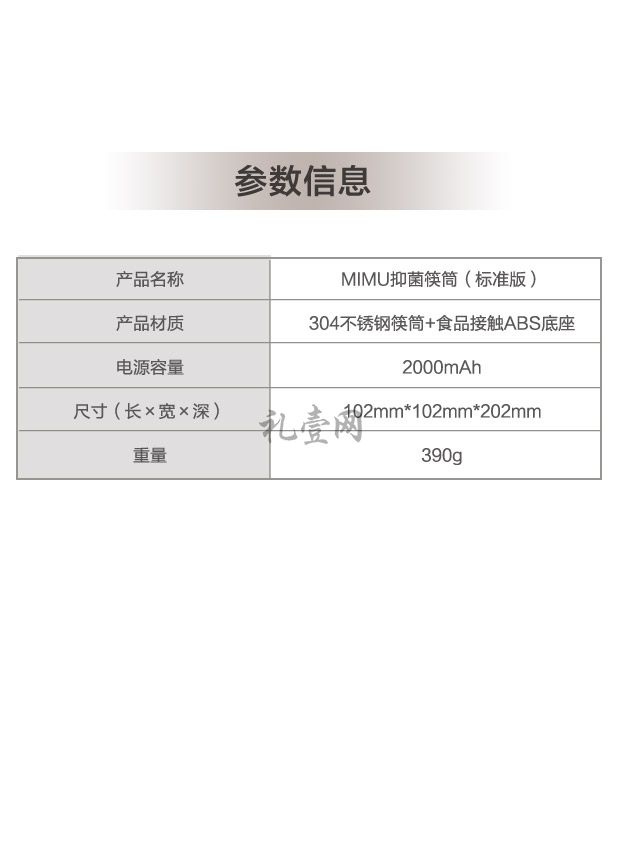 参数信息
产品名称 MIMU抑菌筷筒（标准版）
产品材质 304不锈钢筷筒+食品接触ABS底座
电源容量 2000mAh
尺寸（长×宽×深） 102mm*102mm*202mm
礼壹网
重量 390g